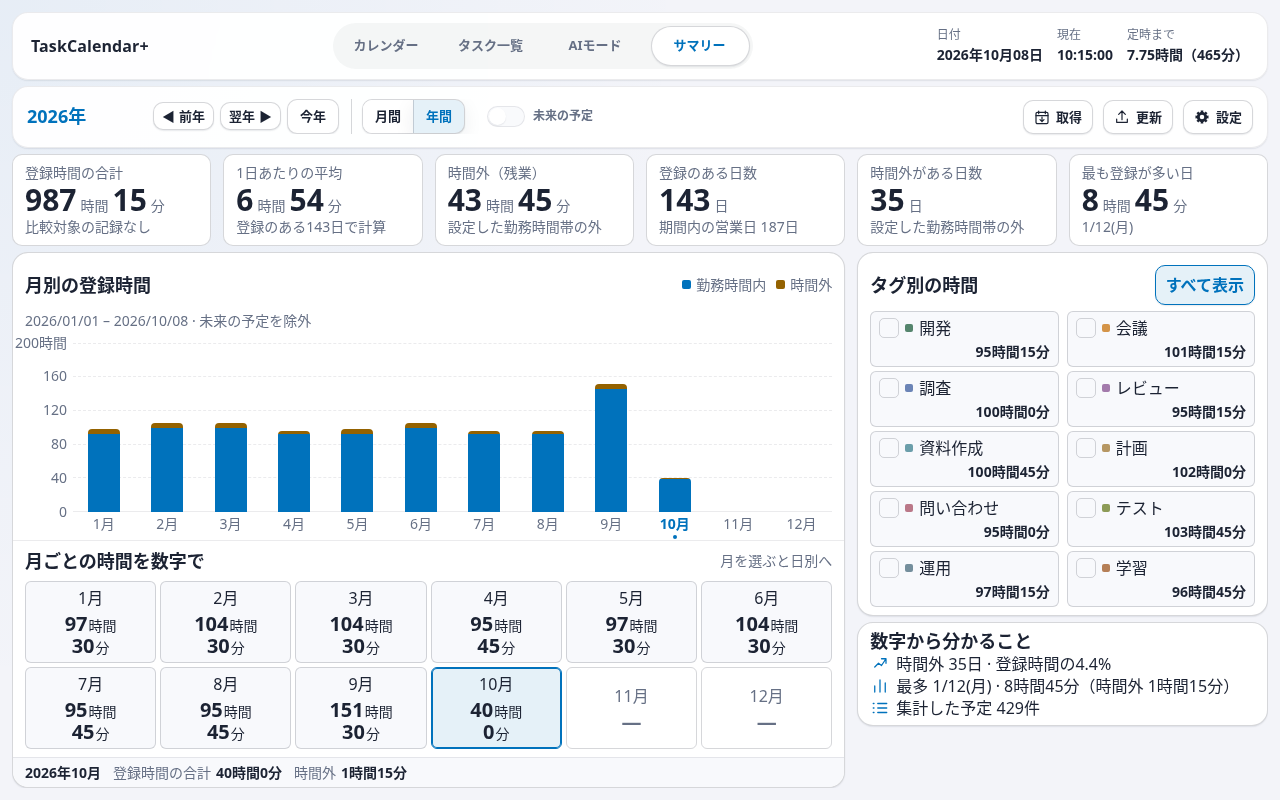 TaskCalendar+
カレンダー タスク一覧 AIモード サマリー
日付 現在 定時まで
2026年10月08日 10:15:00 7.75時間（465分）
2026年 ◀ 前年 翌年 ▶ 今年 月間 年間 未来の予定 取得 更新 設定
登録時間の合計
987 時間 15 分
比較対象の記録なし
1日あたりの平均
6 時間 54 分
登録のある143日で計算
時間外（残業）
43 時間 45 分
設定した勤務時間帯の外
登録のある日数
143 日
期間内の営業日 187日
時間外がある日数
35 日
設定した勤務時間帯の外
最も登録が多い日
8 時間 45 分
1/12(月)
月別の登録時間
勤務時間内 時間外
2026/01/01 – 2026/10/08 · 未来の予定を除外
200時間
160
120
80
40
0
1月 2月 3月 4月 5月 6月 7月 8月 9月 10月 11月 12月
月ごとの時間を数字で
月を選ぶと日別へ
1月
97時間
30分
2月
104時間
30分
3月
104時間
30分
4月
95時間
45分
5月
97時間
30分
6月
104時間
30分
7月
95時間
45分
8月
95時間
45分
9月
151時間
30分
10月
40時間
0分
11月
—
12月
—
2026年10月 登録時間の合計 40時間0分 時間外 1時間15分
タグ別の時間
すべて表示
開発
95時間15分
会議
101時間15分
調査
100時間0分
レビュー
95時間15分
資料作成
100時間45分
計画
102時間0分
問い合わせ
95時間0分
テスト
103時間45分
運用
97時間15分
学習
96時間45分
数字から分かること
時間外 35日 · 登録時間の4.4%
最多 1/12(月) · 8時間45分（時間外 1時間15分）
集計した予定 429件